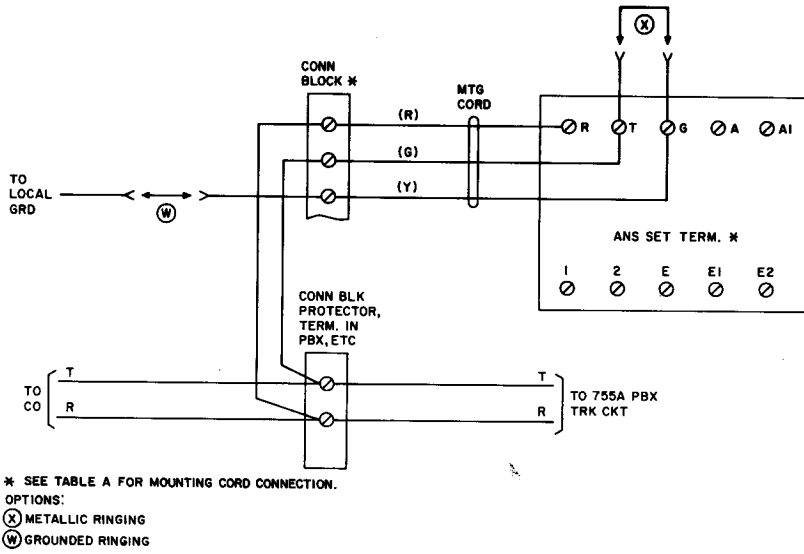 X
CONN
BLOCK *
MTG
CORD
(R)
R T G A A1
(G)
TO
LOCAL
GRD
(Y)
W
ANS SET TERM. *
1 2 E E1 E2
CONN BLK
PROTECTOR,
TERM. IN
PBX, ETC
T T
TO
CO
TO 755A PBX
TRK CKT
R R
* SEE TABLE A FOR MOUNTING CORD CONNECTION.
OPTIONS:
X METALLIC RINGING
W GROUNDED RINGING